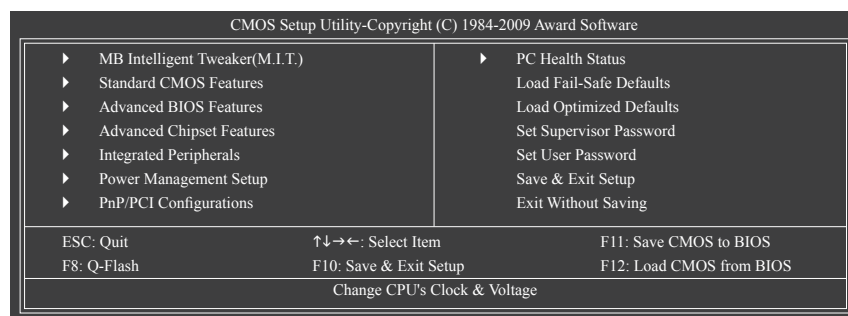 CMOS Setup Utility-Copyright (C) 1984-2009 Award Software
MB Intelligent Tweaker(M.I.T.)
Standard CMOS Features
Advanced BIOS Features
Advanced Chipset Features
Integrated Peripherals
Power Management Setup
PnP/PCI Configurations
PC Health Status
Load Fail-Safe Defaults
Load Optimized Defaults
Set Supervisor Password
Set User Password
Save & Exit Setup
Exit Without Saving
ESC: Quit ↑↓→←: Select Item F11: Save CMOS to BIOS
F8: Q-Flash F10: Save & Exit Setup F12: Load CMOS from BIOS
Change CPU's Clock & Voltage